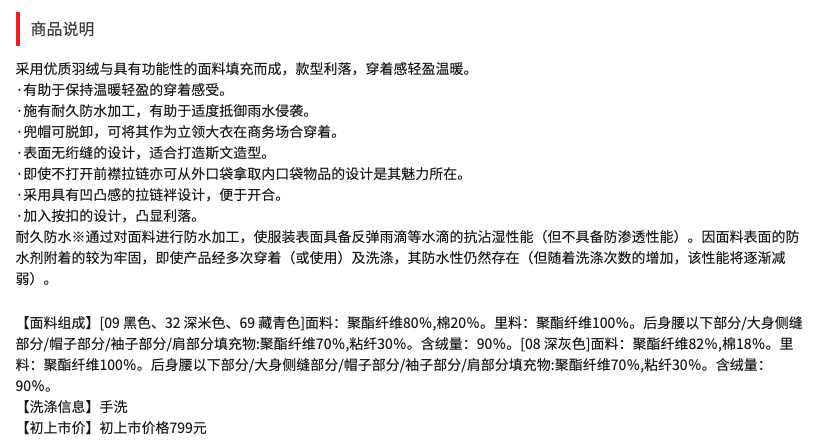 商品说明
采用优质羽绒与具有功能性的面料填充而成，款型利落，穿着感轻盈温暖。
·有助于保持温暖轻盈的穿着感受。
·施有耐久防水加工，有助于适度抵御雨水侵袭。
·兜帽可脱卸，可将其作为立领大衣在商务场合穿着。
·表面无绗缝的设计，适合打造斯文造型。
·即使不打开前襟拉链亦可从外口袋拿取内口袋物品的设计是其魅力所在。
·采用具有凹凸感的拉链袢设计，便于开合。
·加入按扣的设计，凸显利落。
耐久防水※通过对面料进行防水加工，使服装表面具备反弹雨滴等水滴的抗沾湿性能（但不具备防渗透性能）。因面料表面的防
水剂附着的较为牢固，即使产品经多次穿着（或使用）及洗涤，其防水性仍然存在（但随着洗涤次数的增加，该性能将逐渐减
弱）。
【面料组成】[09 黑色、32 深米色、69 藏青色]面料：聚酯纤维80%,棉20%。里料：聚酯纤维100%。后身腰以下部分/大身侧缝
部分/帽子部分/袖子部分/肩部部分填充物:聚酯纤维70%,粘纤30%。含绒量：90%。[08 深灰色]面料：聚酯纤维82%,棉18%。里
料：聚酯纤维100%。后身腰以下部分/大身侧缝部分/帽子部分/袖子部分/肩部部分填充物:聚酯纤维70%,粘纤30%。含绒量：
90%。
【洗涤信息】手洗
【初上市价】初上市价格799元